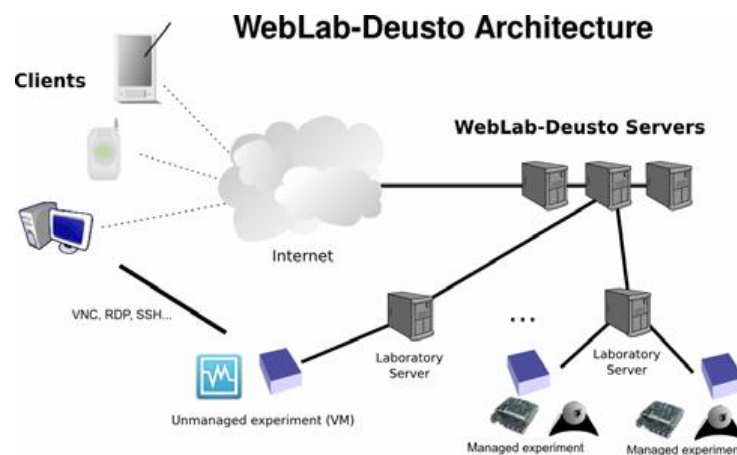 WebLab-Deusto Architecture
Clients
WebLab-Deusto Servers
Internet
VNC, RDP, SSH...
...
Laboratory
Server
Laboratory
Server
Unmanaged experiment (VM)
Managed experiment
Managed experiment